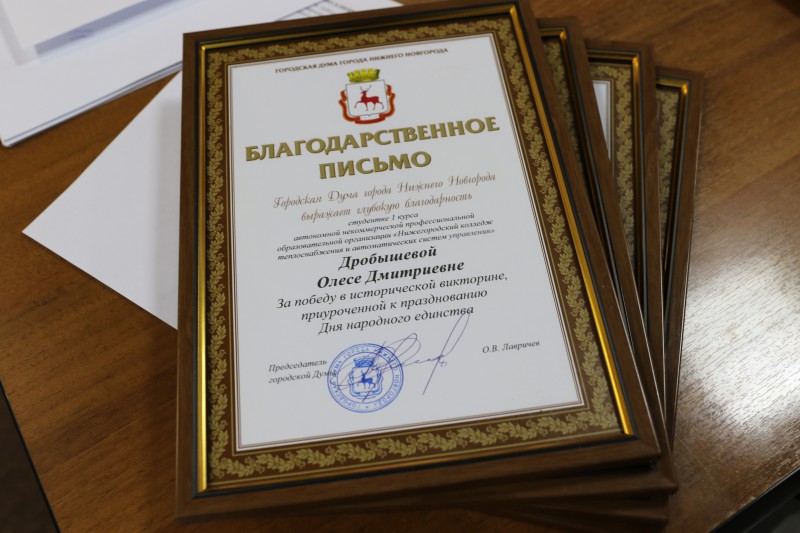 ГОРОДСКАЯ ДУМА ГОРОДА НИЖНЕГО НОВГОРОДА
БЛАГОДАРСТВЕННОЕ
ПИСЬМО
Городская Дума города Нижнего Новгорода
выражает глубокую благодарность
студентке 1 курса
автономной некоммерческой профессиональной
образовательной организации «Нижегородский колледж
теплоснабжения и автоматических систем управления»
Дробышевой
Олесе Дмитриевне
За победу в исторической викторине,
приуроченной к празднованию
Дня народного единства
Председатель
городской Думы
О.В. Лавричев